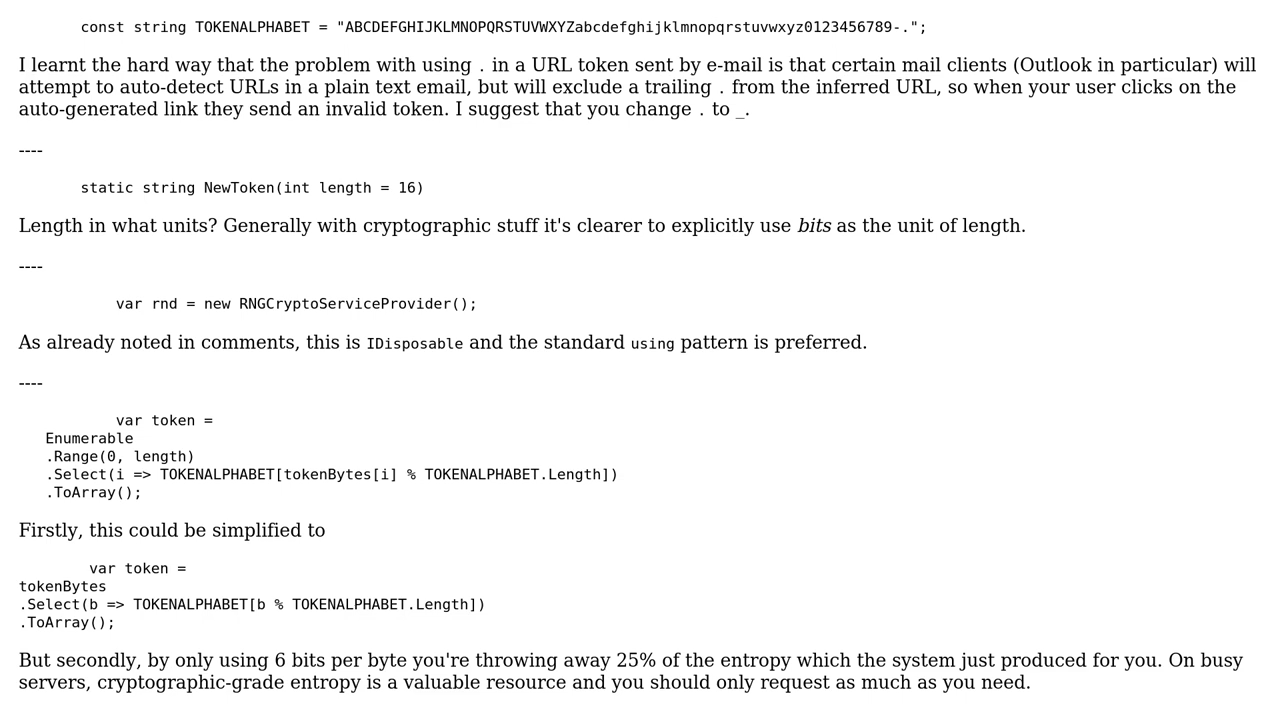 const string TOKENALPHABET = "ABCDEFGHIJKLMNOPQRSTUVWXYZabcdefghijklmnopqrstuvwxyz0123456789-.";
I learnt the hard way that the problem with using . in a URL token sent by e-mail is that certain mail clients (Outlook in particular) will
attempt to auto-detect URLs in a plain text email, but will exclude a trailing . from the inferred URL, so when your user clicks on the
auto-generated link they send an invalid token. I suggest that you change . to _.
----
static string NewToken(int length = 16)
Length in what units? Generally with cryptographic stuff it's clearer to explicitly use bits as the unit of length.
----
var rnd = new RNGCryptoServiceProvider();
As already noted in comments, this is IDisposable and the standard using pattern is preferred.
----
var token =
Enumerable
.Range(0, length)
.Select(i => TOKENALPHABET[tokenBytes[i] % TOKENALPHABET.Length])
.ToArray();
Firstly, this could be simplified to
var token =
tokenBytes
.Select(b => TOKENALPHABET[b % TOKENALPHABET.Length])
.ToArray();
But secondly, by only using 6 bits per byte you're throwing away 25% of the entropy which the system just produced for you. On busy
servers, cryptographic-grade entropy is a valuable resource and you should only request as much as you need.